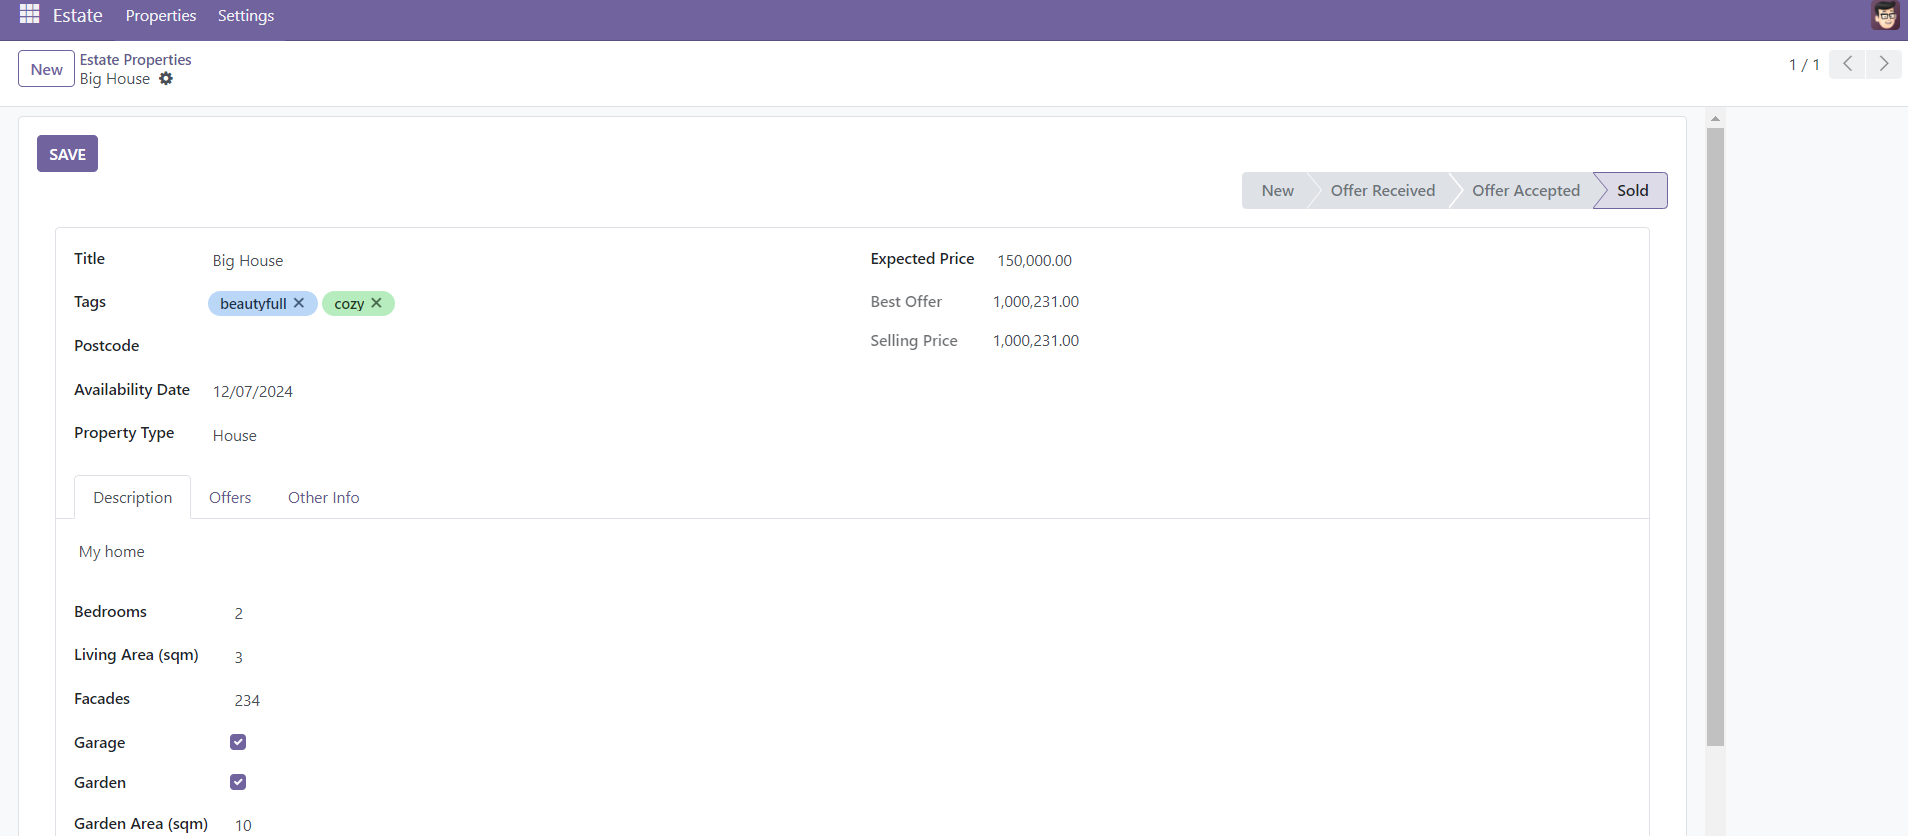 Estate Properties Settings
New
Estate Properties
Big House
1 / 1
SAVE
New Offer Received Offer Accepted Sold
Title Big House
Expected Price 150,000.00
Tags beautyfull cozy
Best Offer 1,000,231.00
Postcode
Selling Price 1,000,231.00
Availability Date 12/07/2024
Property Type House
Description Offers Other Info
My home
Bedrooms 2
Living Area (sqm) 3
Facades 234
Garage
Garden
Garden Area (sqm) 10